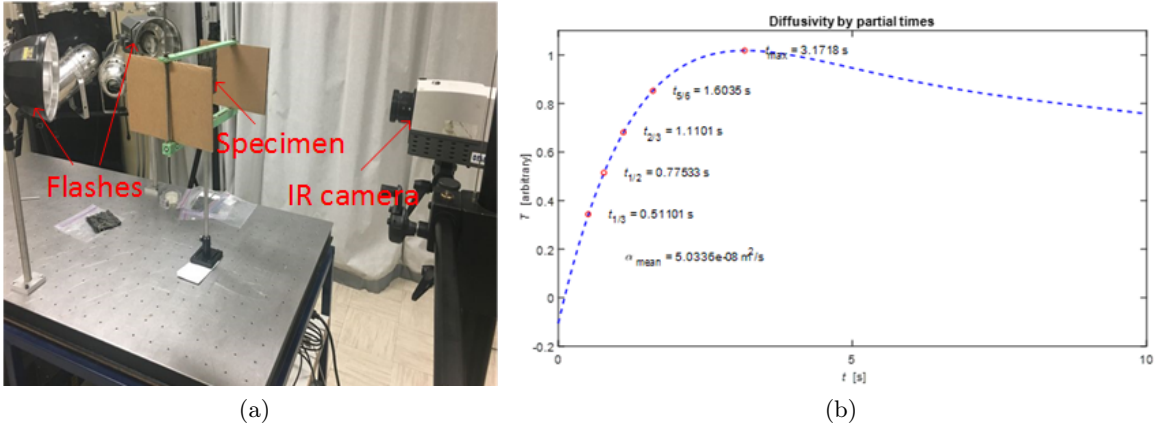 Specimen
Flashes
IR camera
(a)
Diffusivity by partial times
T [arbitrary]
1
0.8
0.6
0.4
0.2
0
-0.2
t_max = 3.1718 s
t_5/6 = 1.6035 s
t_2/3 = 1.1101 s
t_1/2 = 0.77533 s
t_1/3 = 0.51101 s
α_mean = 5.0336e-08 m²/s
0 5 10
t [s]
(b)